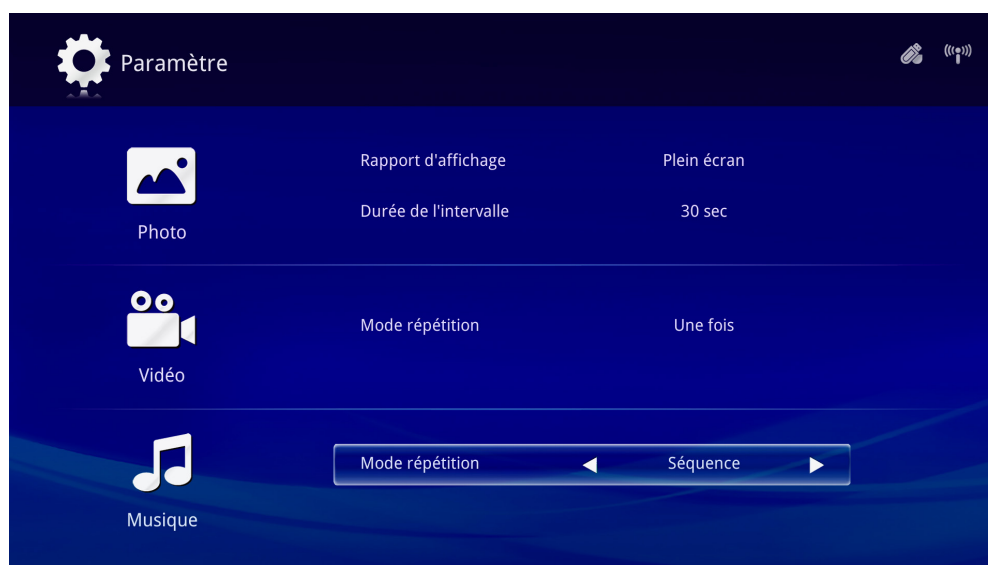 Paramètre
Rapport d'affichage Plein écran
Durée de l'intervalle 30 sec
Photo
Mode répétition Une fois
Vidéo
Mode répétition Séquence
Musique